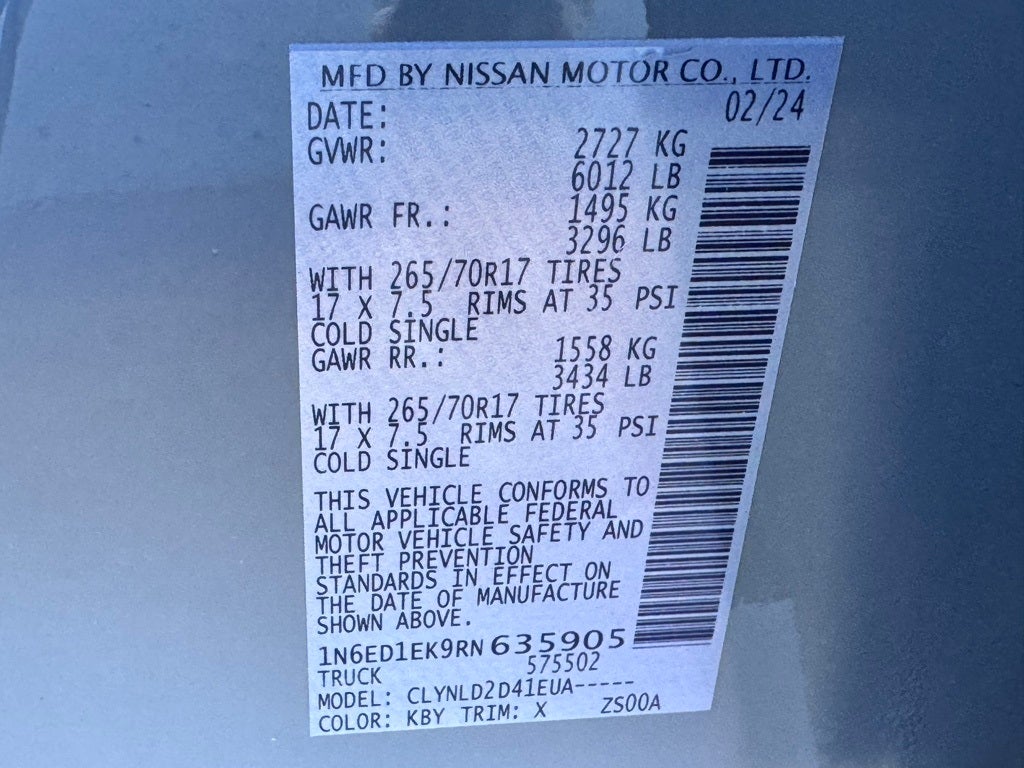 MFD BY NISSAN MOTOR CO., LTD.
DATE: 02/24
GVWR: 2727 KG
6012 LB
GAWR FR.: 1495 KG
3296 LB
WITH 265/70R17 TIRES
17 X 7.5 RIMS AT 35 PSI
COLD SINGLE
GAWR RR.: 1558 KG
3434 LB
WITH 265/70R17 TIRES
17 X 7.5 RIMS AT 35 PSI
COLD SINGLE
THIS VEHICLE CONFORMS TO
ALL APPLICABLE FEDERAL
MOTOR VEHICLE SAFETY AND
THEFT PREVENTION
STANDARDS IN EFFECT ON
THE DATE OF MANUFACTURE
SHOWN ABOVE.
1N6ED1EK9RN635905
TRUCK 575502
MODEL: CLYNLD2D41EUA-----
COLOR: KBY TRIM: X ZS00A